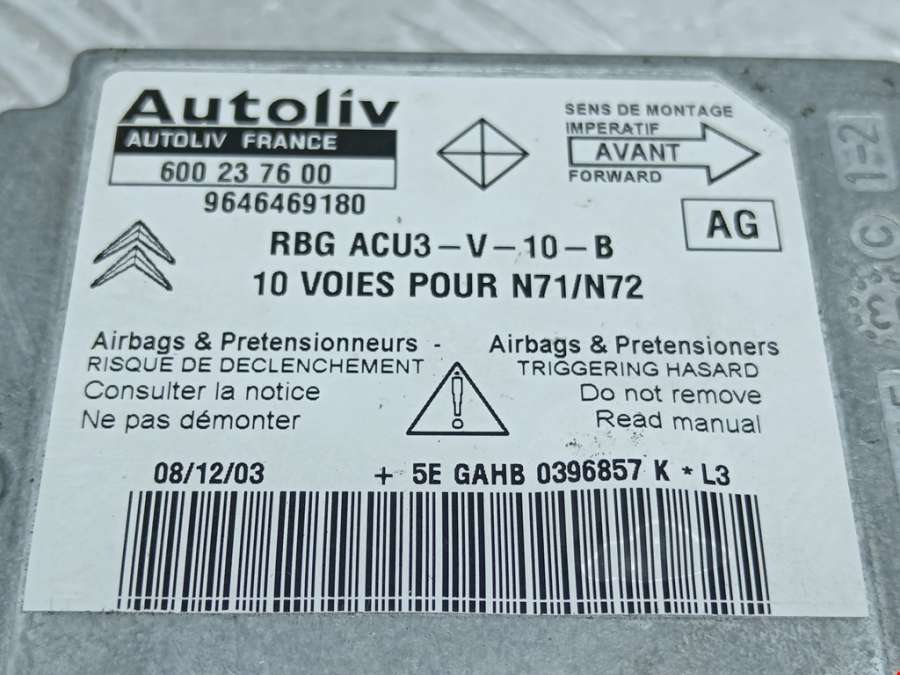 Autoliv
AUTOLIV FRANCE
600 23 76 00
9646469180
SENS DE MONTAGE
IMPERATIF
AVANT
FORWARD
AG
RBG ACU3-V-10-B
10 VOIES POUR N71/N72
Airbags & Pretensionneurs -
RISQUE DE DECLENCHEMENT
Consulter la notice
Ne pas démonter
Airbags & Pretensioners
TRIGGERING HASARD
Do not remove
Read manual
08/12/03 + 5E GAHB 0396857 K * L3
1-2
C